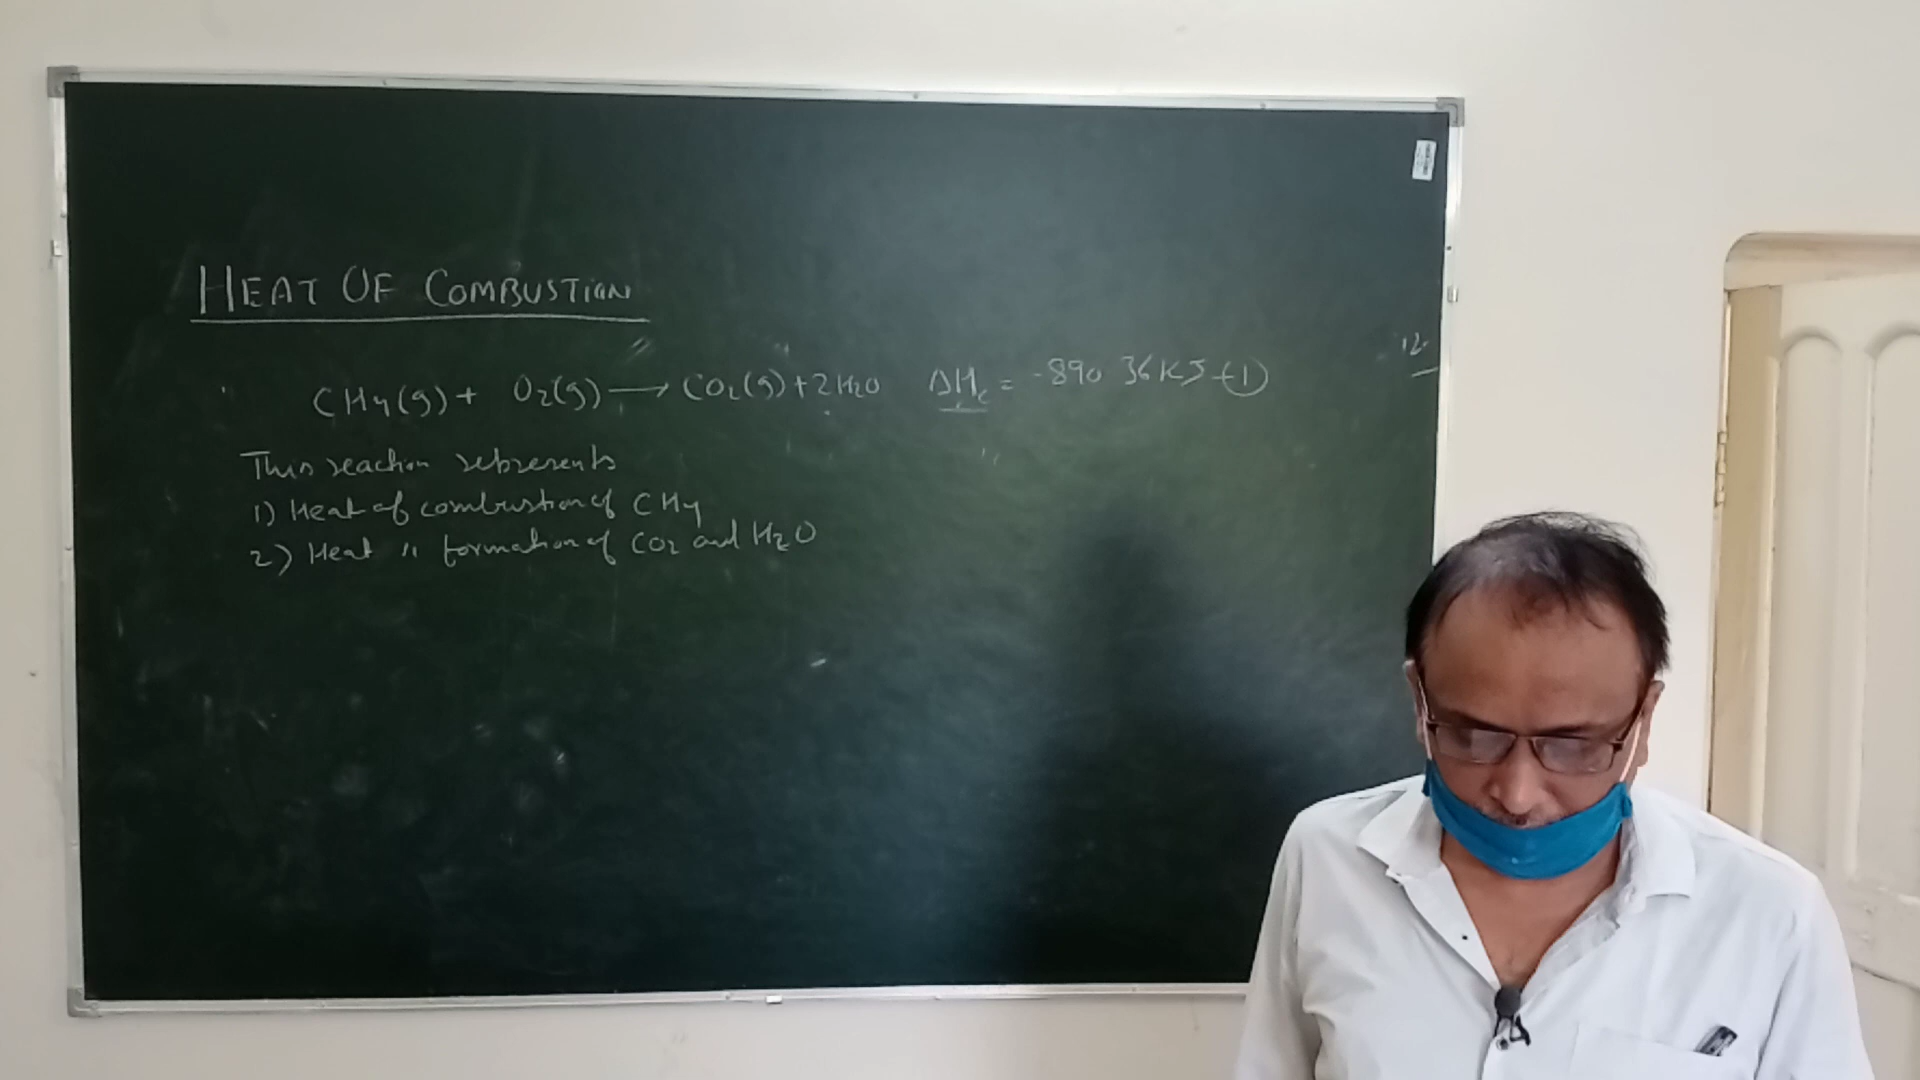 HEAT OF COMBUSTION
CH4(g) + O2(g) → CO2(g) + 2H2O ΔHc = -890 36 KJ -(1)
This reaction represents
1) Heat of combustion of CH4
2) Heat " formation of CO2 and H2O
12